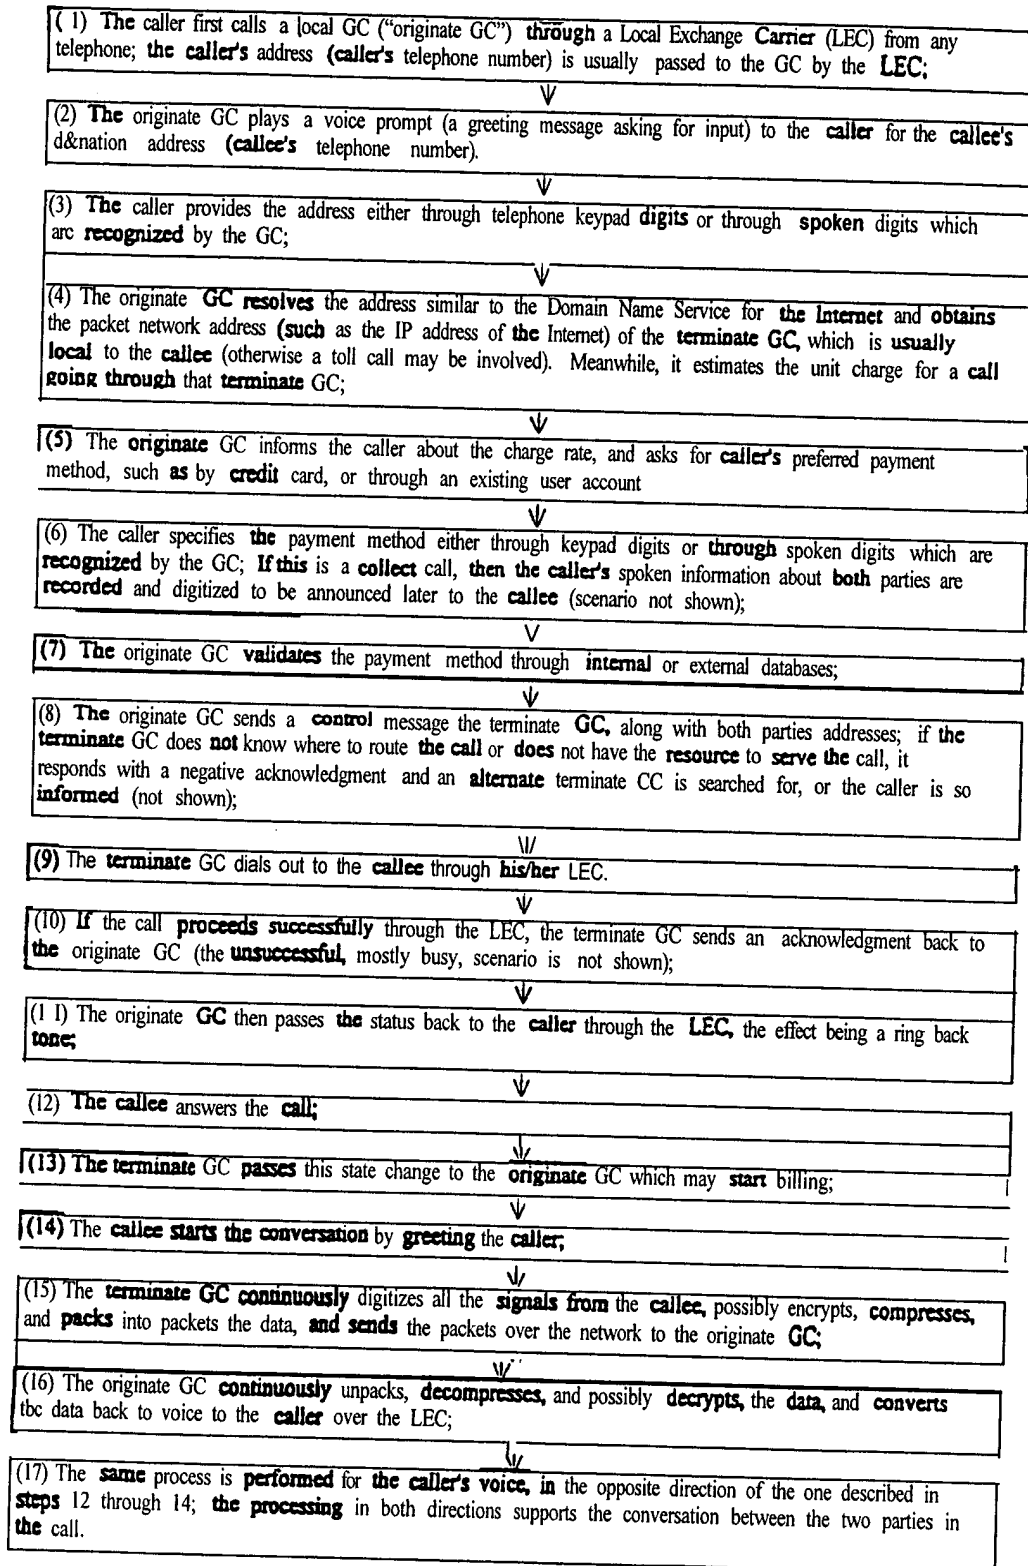 ( 1) The caller first calls a local GC (“originate GC”) through a Local Exchange Carrier (LEC) from any
telephone; the caller's address (caller's telephone number) is usually passed to the GC by the LEC;
(2) The originate GC plays a voice prompt (a greeting message asking for input) to the caller for the callee's
d&nation address (callee's telephone number).
(3) The caller provides the address either through telephone keypad digits or through spoken digits which
arc recognized by the GC;
(4) The originate GC resolves the address similar to the Domain Name Service for the Internet and obtains
the packet network address (such as the IP address of the Internet) of the terminate GC, which is usually
local to the callee (otherwise a toll call may be involved). Meanwhile, it estimates the unit charge for a call
going through that terminate GC;
(5) The originate GC informs the caller about the charge rate, and asks for caller's preferred payment
method, such as by credit card, or through an existing user account
(6) The caller specifies the payment method either through keypad digits or through spoken digits which are
recognized by the GC; If this is a collect call, then the caller's spoken information about both parties are
recorded and digitized to be announced later to the callee (scenario not shown);
(7) The originate GC validates the payment method through internal or external databases;
(8) The originate GC sends a control message the terminate GC, along with both parties addresses; if the
terminate GC does not know where to route the call or does not have the resource to serve the call, it
responds with a negative acknowledgment and an alternate terminate CC is searched for, or the caller is so
informed (not shown);
(9) The terminate GC dials out to the callee through his/her LEC.
(10) If the call proceeds successfully through the LEC, the terminate GC sends an acknowledgment back to
the originate GC (the unsuccessful, mostly busy, scenario is not shown);
(1 I) The originate GC then passes the status back to the caller through the LEC, the effect being a ring back
tone;
(12) The callee answers the call;
(13) The terminate GC passes this state change to the originate GC which may start billing;
(14) The callee starts the conversation by greeting the caller;
(15) The terminate GC continuously digitizes all the signals from the callee, possibly encrypts, compresses,
and packs into packets the data, and sends the packets over the network to the originate GC;
(16) The originate GC continuously unpacks, decompresses, and possibly decrypts, the data, and converts
tbc data back to voice to the caller over the LEC;
(17) The same process is performed for the caller's voice, in the opposite direction of the one described in
steps 12 through 14; the processing in both directions supports the conversation between the two parties in
the call.